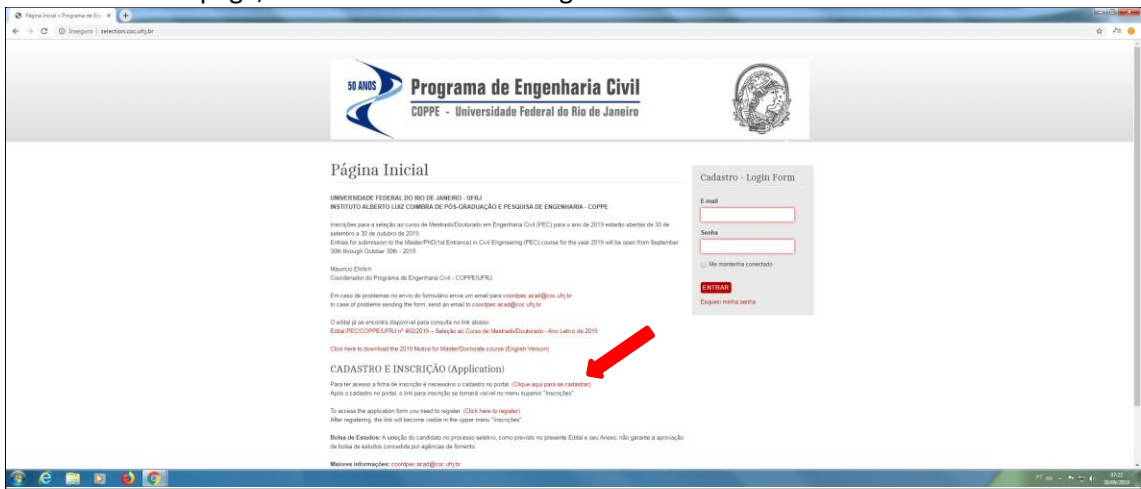 Página Inicial » Programa de En
Inseguro | selection.coc.ufrj.br
50 ANOS
Programa de Engenharia Civil
COPPE - Universidade Federal do Rio de Janeiro
Página Inicial
UNIVERSIDADE FEDERAL DO RIO DE JANEIRO - UFRJ
INSTITUTO ALBERTO LUIZ COIMBRA DE PÓS-GRADUAÇÃO E PESQUISA DE ENGENHARIA - COPPE
Inscrições para a seleção ao curso de Mestrado/Doutorado em Engenharia Civil (PEC) para o ano de 2019 estarão abertas de 30 de
setembro a 30 de outubro de 2019.
Entries for submission to the Master/PhD(1st Entrance) in Civil Engineering (PEC) course for the year 2019 will be open from September
30th through October 30th - 2019
Mauricio Ehrlich
Coordenador do Programa de Engenharia Civil - COPPE/UFRJ
Em caso de problemas no envio do formulário envie um email para coordpec.acad@coc.ufrj.br
In case of problems sending the form, send an email to coordpec.acad@coc.ufrj.br
O edital já se encontra disponível para consulta no link abaixo:
Edital PEC/COPPE/UFRJ nº 460/2019 – Seleção ao Curso de Mestrado/Doutorado - Ano Letivo de 2019
Click here to download the 2019 Notice for Master/Doctorate course (English Version)
CADASTRO E INSCRIÇÃO (Application)
Para ter acesso a ficha de inscrição é necessário o cadastro no portal. (Clique aqui para se cadastrar)
Após o cadastro no portal, o link para inscrição se tornará visível no menu superior "Inscrições".
To access the application form you need to register. (Click here to register)
After registering, the link will become visible in the upper menu "Inscrições".
Bolsa de Estudos: A seleção do candidato no processo seletivo, como previsto no presente Edital e seu Anexo, não garante a aprovação
de bolsa de estudos concedida por agências de fomento.
Maiores informações: coordpec.acad@coc.ufrj.br
Cadastro - Login Form
E-mail
Senha
Me mantenha conectado
ENTRAR
Esqueci minha senha
PT
07:22
30/09/2019